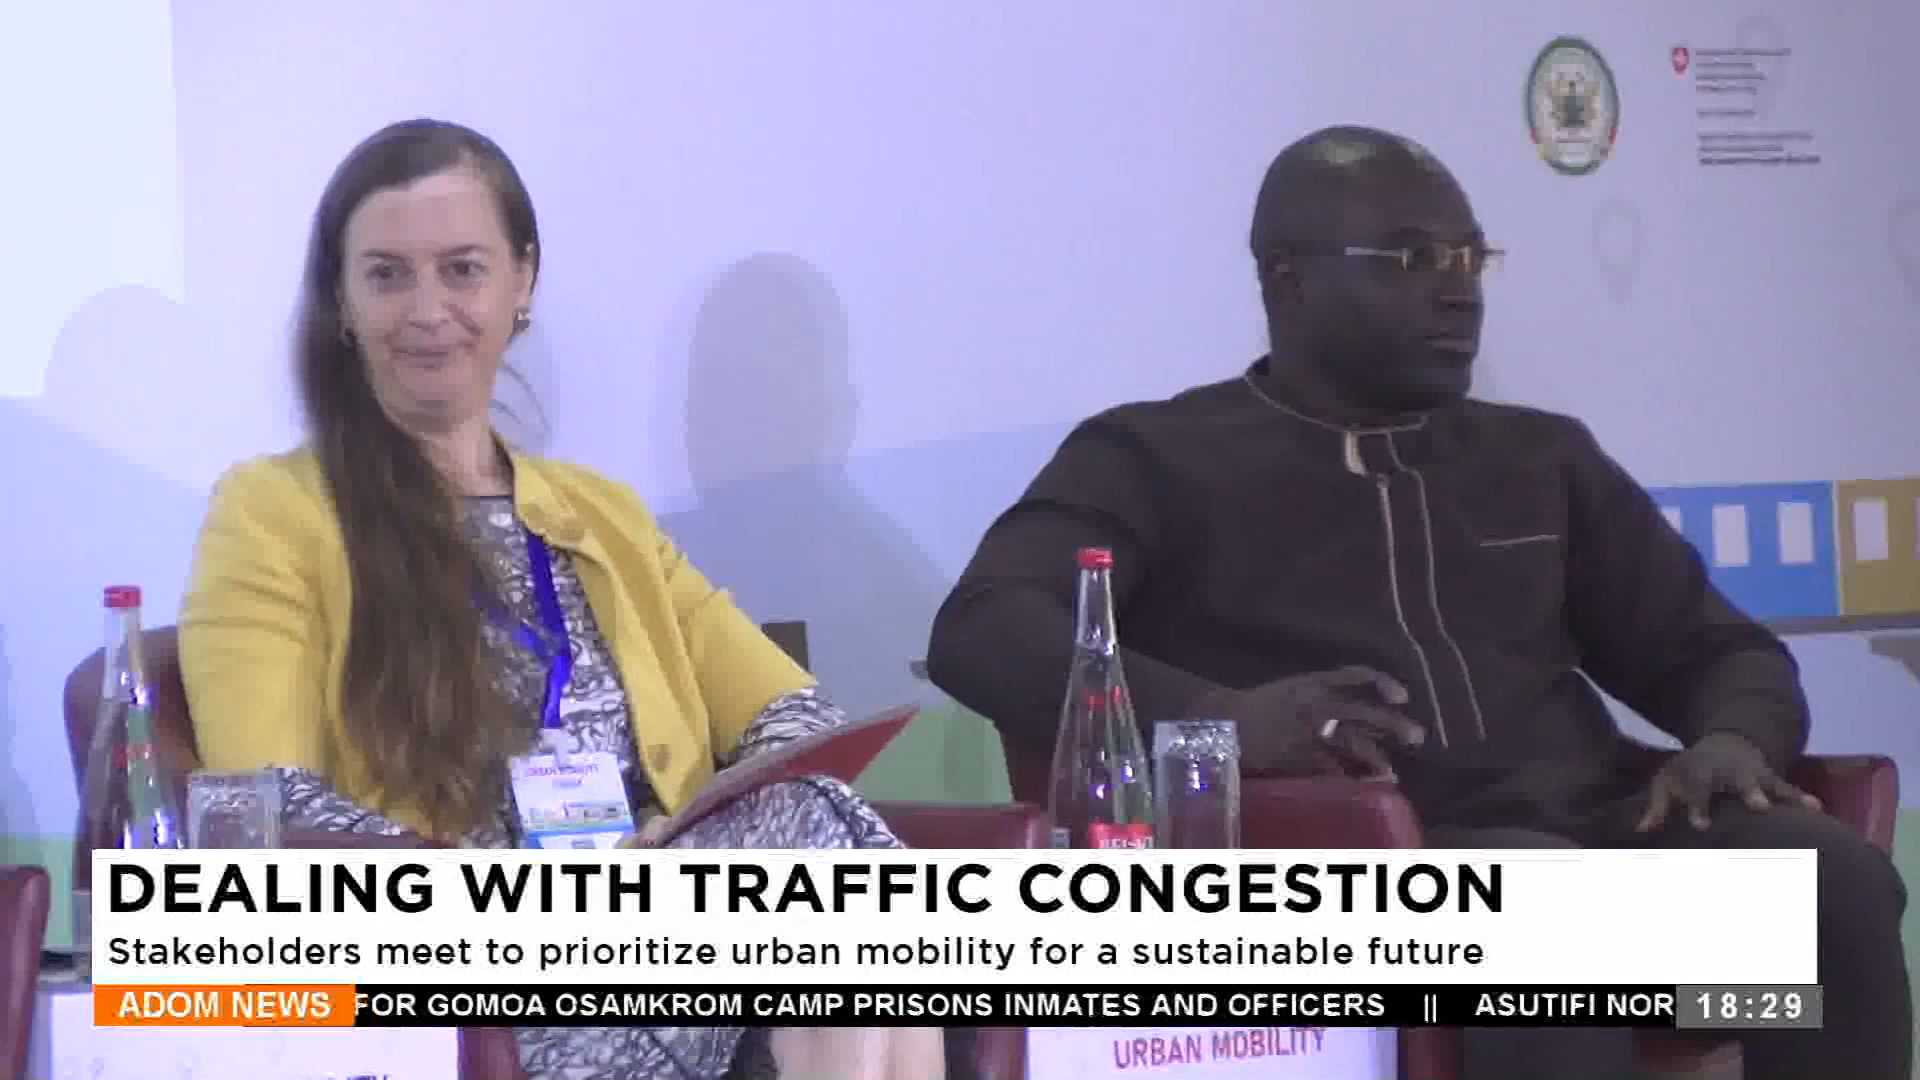 DEALING WITH TRAFFIC CONGESTION
Stakeholders meet to prioritize urban mobility for a sustainable future
ADOM NEWS FOR GOMOA OSAMKROM CAMP PRISONS INMATES AND OFFICERS || ASUTIFI NOR 18:29
URBAN MOBILITY